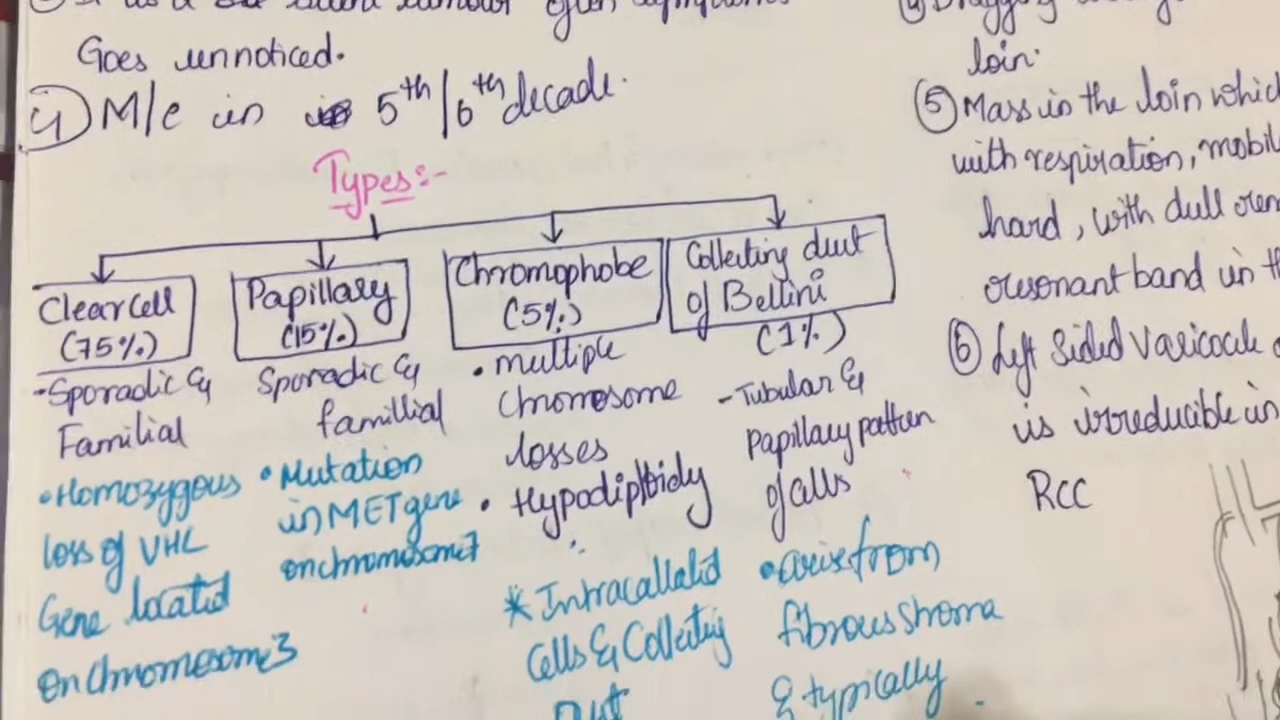 Goes unnoticed.
4) M/c in 5th/6th decade.
Types:-
Clear cell
(75%)
- Sporadic &
Familial
• Homozygous
loss of VHL
Gene located
on chromosome 3
Papillary
(15%)
Sporadic &
famillial
• Mutation
in MET gene
on chromosome 7
Chromophobe
(5%)
• multiple
Chromosome
losses
• Hypodiploidy
* Intracallated
Cells & Collecting
Duct
Collecting duct
of Bellini
(1%)
- Tubular &
Papillary pattern
of cells
• arise from
fibrous stroma
& typically
loin.
5) Mass in the loin which
with respiration, mobil
hard, with dull
resonant band in th
6) Left Sided Varicocele
is irreducible in
RCC